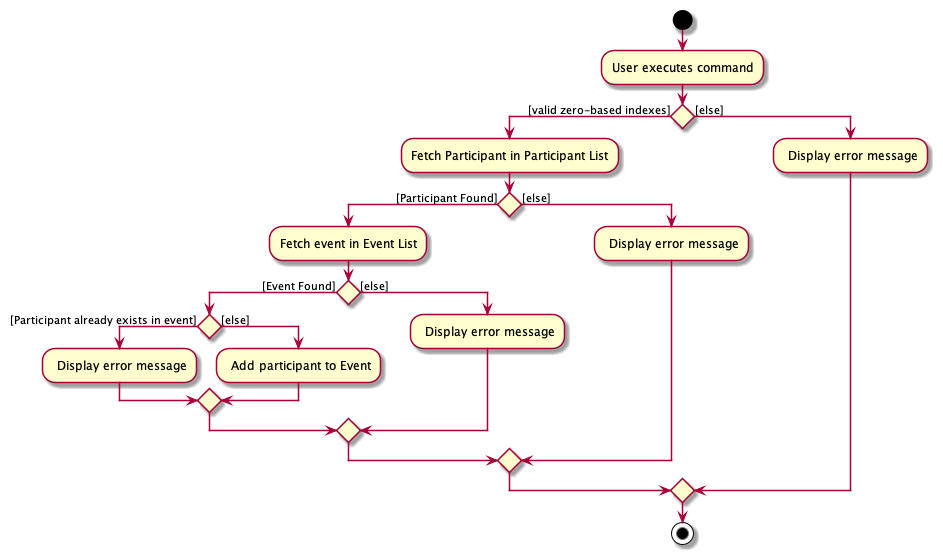 User executes command
[valid zero-based indexes]
[else]
Fetch Participant in Participant List
Display error message
[Participant Found]
[else]
Fetch event in Event List
Display error message
[Event Found]
[else]
[Participant already exists in event]
[else]
Display error message
Display error message
Add participant to Event